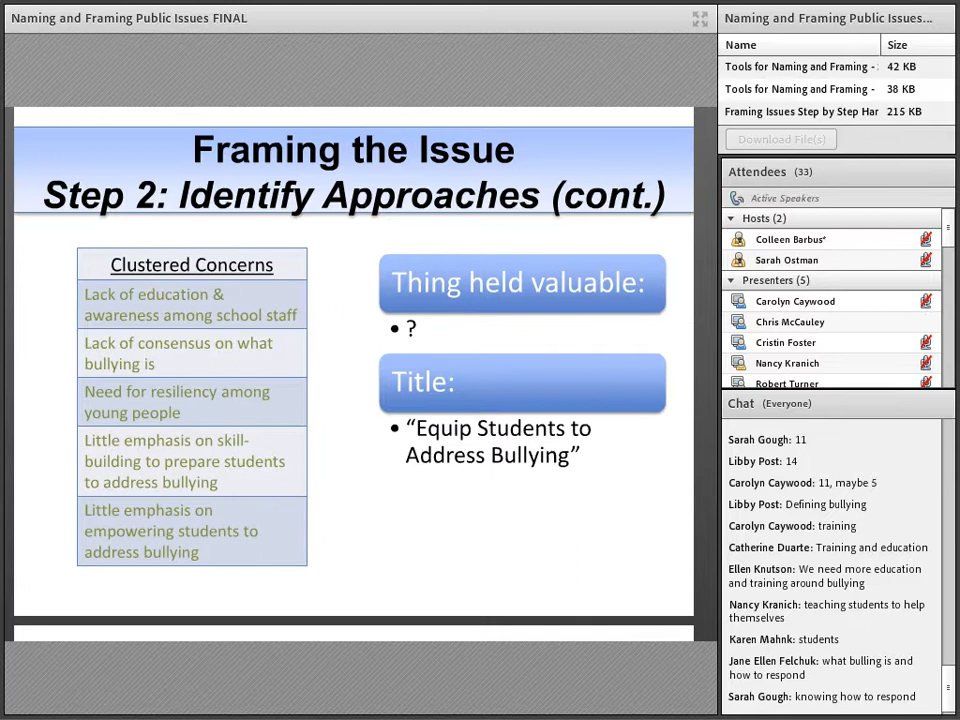 Naming and Framing Public Issues FINAL
Framing the Issue
Step 2: Identify Approaches (cont.)
Clustered Concerns
Lack of education &
awareness among school staff
Lack of consensus on what
bullying is
Need for resiliency among
young people
Little emphasis on skill-
building to prepare students
to address bullying
Little emphasis on
empowering students to
address bullying
Thing held valuable:
• ?
Title:
• “Equip Students to
Address Bullying”
Naming and Framing Public Issues...
Name Size
Tools for Naming and Framing - 42 KB
Tools for Naming and Framing - 38 KB
Framing Issues Step by Step Har 215 KB
Download File(s)
Attendees (33)
Active Speakers
Hosts (2)
Colleen Barbus*
Sarah Ostman
Presenters (5)
Carolyn Caywood
Chris McCauley
Cristin Foster
Nancy Kranich
Robert Turner
Chat (Everyone)
Sarah Gough: 11
Libby Post: 14
Carolyn Caywood: 11, maybe 5
Libby Post: Defining bullying
Carolyn Caywood: training
Catherine Duarte: Training and education
Ellen Knutson: We need more education
and training around bullying
Nancy Kranich: teaching students to help
themselves
Karen Mahnk: students
Jane Ellen Felchuk: what bulling is and
how to respond
Sarah Gough: knowing how to respond